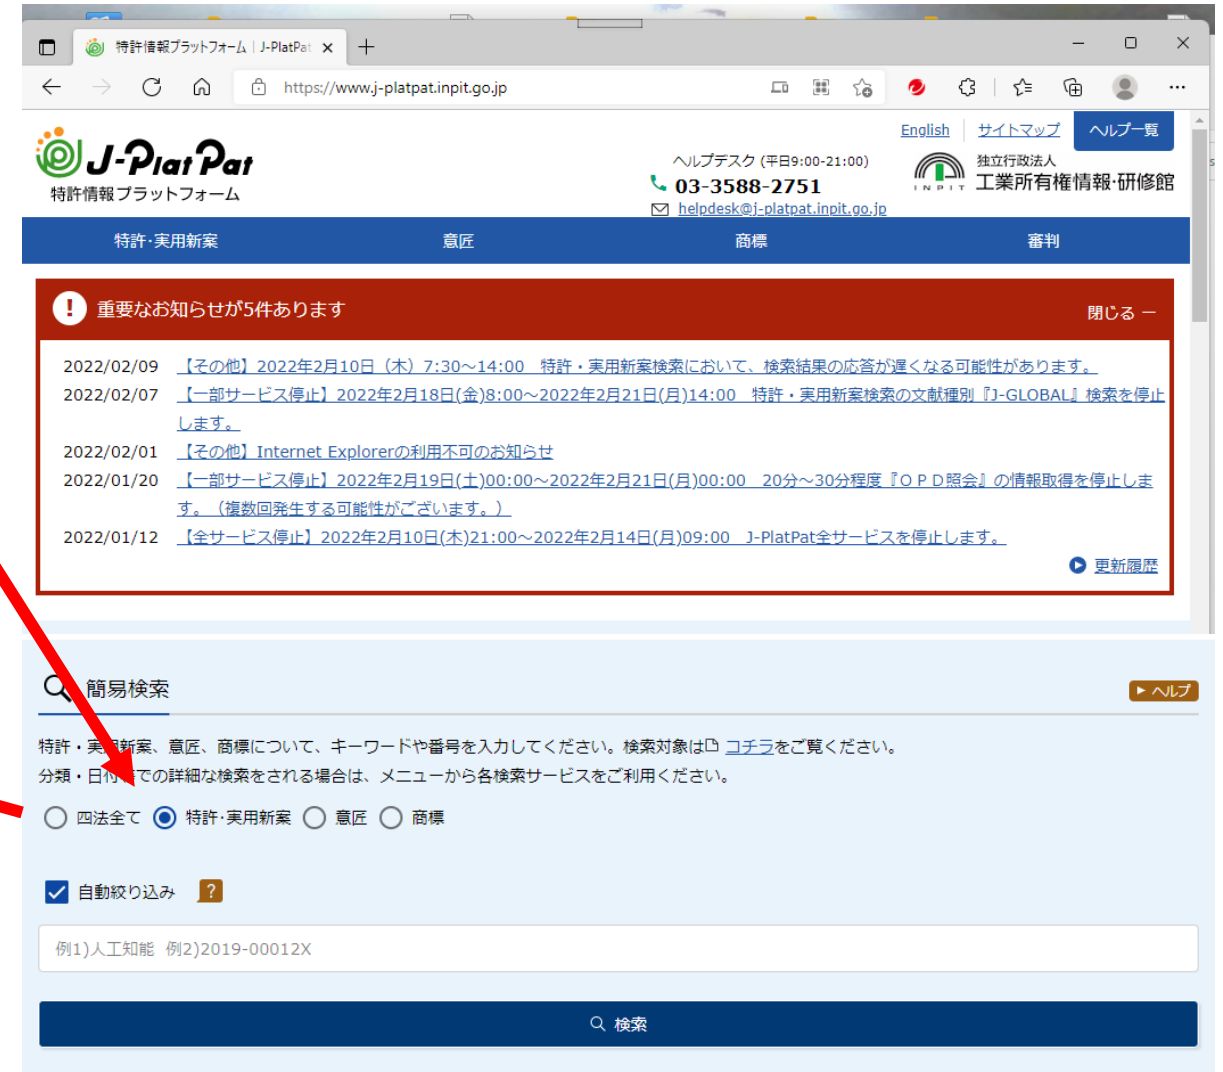 特許情報プラットフォーム | J-PlatPat
https://www.j-platpat.inpit.go.jp
English サイトマップ ヘルプ一覧
J-PlatPat
特許情報プラットフォーム
ヘルプデスク (平日9:00-21:00)
03-3588-2751
helpdesk@j-platpat.inpit.go.jp
INPIT
独立行政法人
工業所有権情報・研修館
特許・実用新案 意匠 商標 審判
! 重要なお知らせが5件あります 閉じる －
2022/02/09 【その他】2022年2月10日（木）7:30～14:00　特許・実用新案検索において、検索結果の応答が遅くなる可能性があります。
2022/02/07 【一部サービス停止】2022年2月18日(金)8:00～2022年2月21日(月)14:00　特許・実用新案検索の文献種別『J-GLOBAL』検索を停止
します。
2022/02/01 【その他】Internet Explorerの利用不可のお知らせ
2022/01/20 【一部サービス停止】2022年2月19日(土)00:00～2022年2月21日(月)00:00　20分～30分程度『ＯＰＤ照会』の情報取得を停止しま
す。（複数回発生する可能性がございます。）
2022/01/12 【全サービス停止】2022年2月10日(木)21:00～2022年2月14日(月)09:00　J-PlatPat全サービスを停止します。
更新履歴
簡易検索 ヘルプ
特許・実用新案、意匠、商標について、キーワードや番号を入力してください。検索対象は コチラをご覧ください。
分類・日付等での詳細な検索をされる場合は、メニューから各検索サービスをご利用ください。
四法全て 特許・実用新案 意匠 商標
自動絞り込み ?
例1)人工知能 例2)2019-00012X
検索